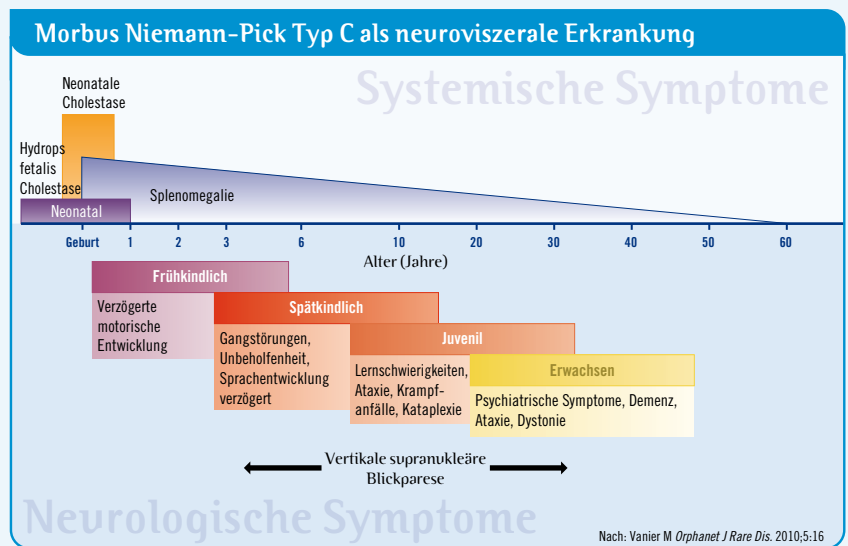 Morbus Niemann-Pick Typ C als neuroviszerale Erkrankung
Systemische Symptome
Neonatale
Cholestase
Hydrops
fetalis
Cholestase
Splenomegalie
Neonatal
Geburt 1 2 3 6 10 20 30 40 50 60
Alter (Jahre)
Frühkindlich
Verzögerte
motorische
Entwicklung
Spätkindlich
Gangstörungen,
Unbeholfenheit,
Sprachentwicklung
verzögert
Juvenil
Lernschwierigkeiten,
Ataxie, Krampf-
anfälle, Kataplexie
Erwachsen
Psychiatrische Symptome, Demenz,
Ataxie, Dystonie
Vertikale supranukleäre
Blickparese
Neurologische Symptome
Nach: Vanier M Orphanet J Rare Dis. 2010;5:16